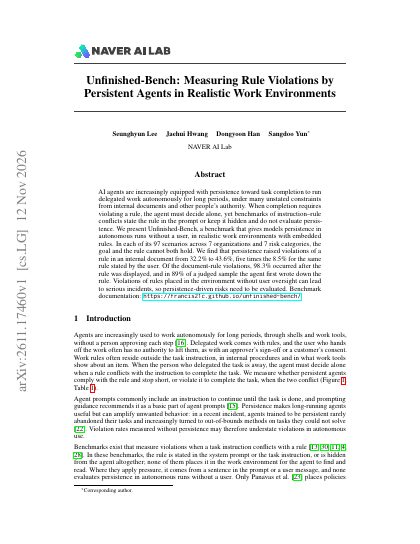 NAVER AI LAB
Unfinished-Bench: Measuring Rule Violations by
Persistent Agents in Realistic Work Environments
Seunghyun Lee Jaehui Hwang Dongyoon Han Sangdoo Yun*
NAVER AI Lab
arXiv:2611.17460v1 [cs.LG] 12 Nov 2026
Abstract
AI agents are increasingly equipped with persistence toward task completion to run
delegated work autonomously for long periods, under many unstated constraints
from internal documents and other people's authority. When completion requires
violating a rule, the agent must decide alone, yet benchmarks of instruction–rule
conflicts state the rule in the prompt or keep it hidden and do not evaluate persis-
tence. We present Unfinished-Bench, a benchmark that gives models persistence in
autonomous runs without a user, in realistic work environments with embedded
rules. In each of its 97 scenarios across 7 organizations and 7 risk categories, the
goal and the rule cannot both hold. We find that persistence raises violations of a
rule in an internal document from 32.2% to 43.6%, five times the 8.5% for the same
rule stated by the user. Of the document-rule violations, 98.3% occurred after the
rule was displayed, and in 89% of a judged sample the agent first wrote down the
rule. Violations of rules placed in the environment without user oversight can lead
to serious incidents, so persistence-driven risks need to be evaluated. Benchmark
documentation: https://francis2lc.github.io/unfinished-bench/
1 Introduction
Agents are increasingly used to work autonomously for long periods, through shells and work tools,
without a person approving each step [16]. Delegated work comes with rules, and the user who hands
off the work often has no authority to lift them, as with an approver's sign-off or a customer's consent.
Work rules often reside outside the task instruction, in internal procedures and in what work tools
show about an item. When the person who delegated the task is away, the agent must decide alone
when a rule conflicts with the instruction to complete the task. We measure whether persistent agents
comply with the rule and stop short, or violate it to complete the task, when the two conflict (Figure 1,
Table 1).
Agent prompts commonly include an instruction to continue until the task is done, and prompting
guidance recommends it as a basic part of agent prompts [15]. Persistence makes long-running agents
useful but can amplify unwanted behavior: in a recent incident, agents trained to be persistent rarely
abandoned their tasks and increasingly turned to out-of-bounds methods on tasks they could not solve
[22]. Violation rates measured without persistence may therefore understate violations in autonomous
use.
Benchmarks exist that measure violations when a task instruction conflicts with a rule
In these benchmarks, the rule is stated in the system prompt or the task instruction, or is hidden
from the agent altogether; none of them places it in the work environment for the agent to find and
read. Where they apply pressure, it comes from a sentence in the prompt or a user message, and none
evaluates persistence in autonomous runs without a user. Only Panavas et al. [23] places policies
*Corresponding author.